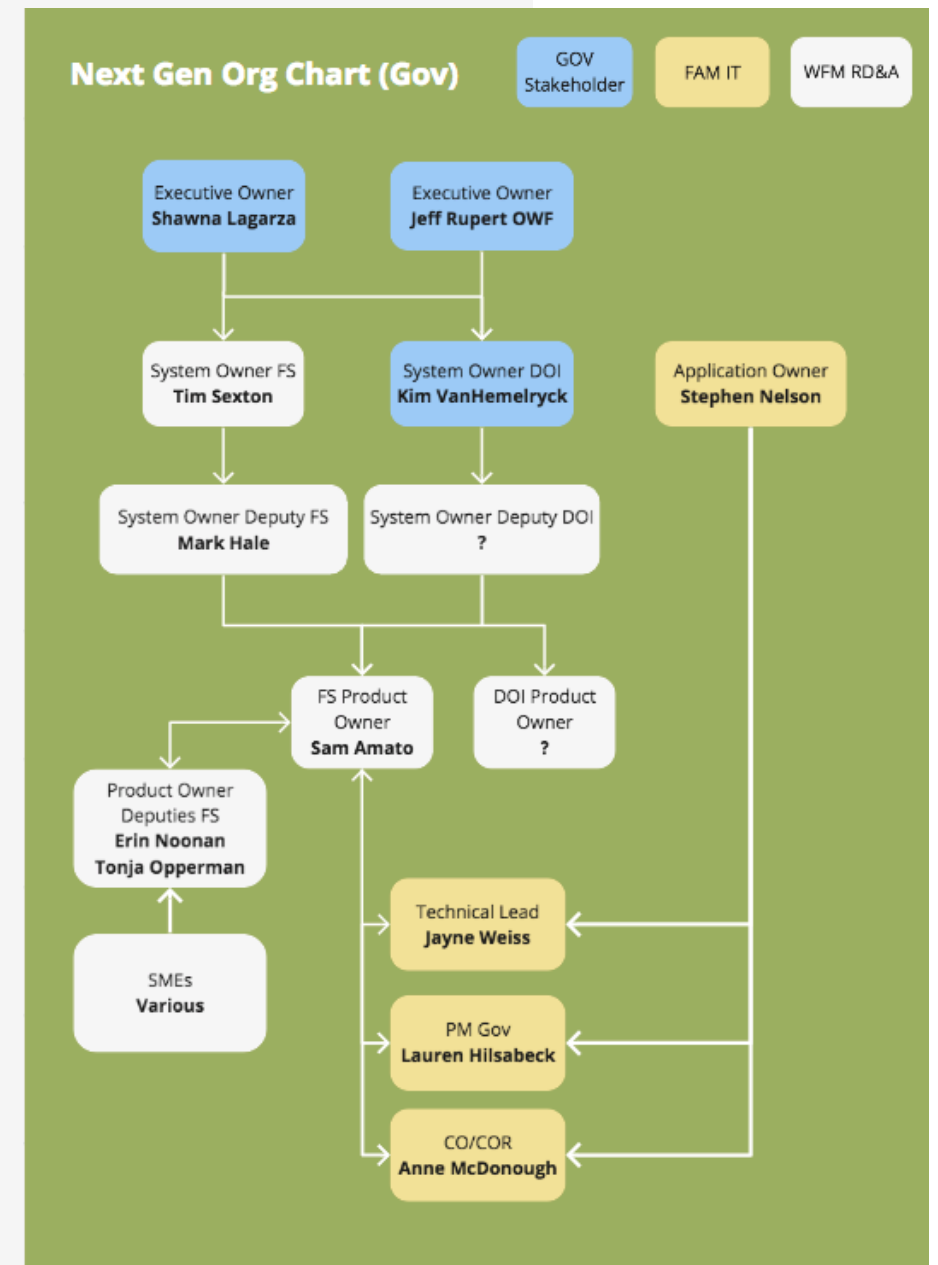 Next Gen Org Chart (Gov)
GOV
Stakeholder
FAM IT
WFM RD&A
Executive Owner
Shawna Lagarza
Executive Owner
Jeff Rupert OWF
System Owner FS
Tim Sexton
System Owner DOI
Kim VanHemelryck
Application Owner
Stephen Nelson
System Owner Deputy FS
Mark Hale
System Owner Deputy DOI
?
FS Product
Owner
Sam Amato
DOI Product
Owner
?
Product Owner
Deputies FS
Erin Noonan
Tonja Opperman
Technical Lead
Jayne Weiss
SMEs
Various
PM Gov
Lauren Hilsabeck
CO/COR
Anne McDonough